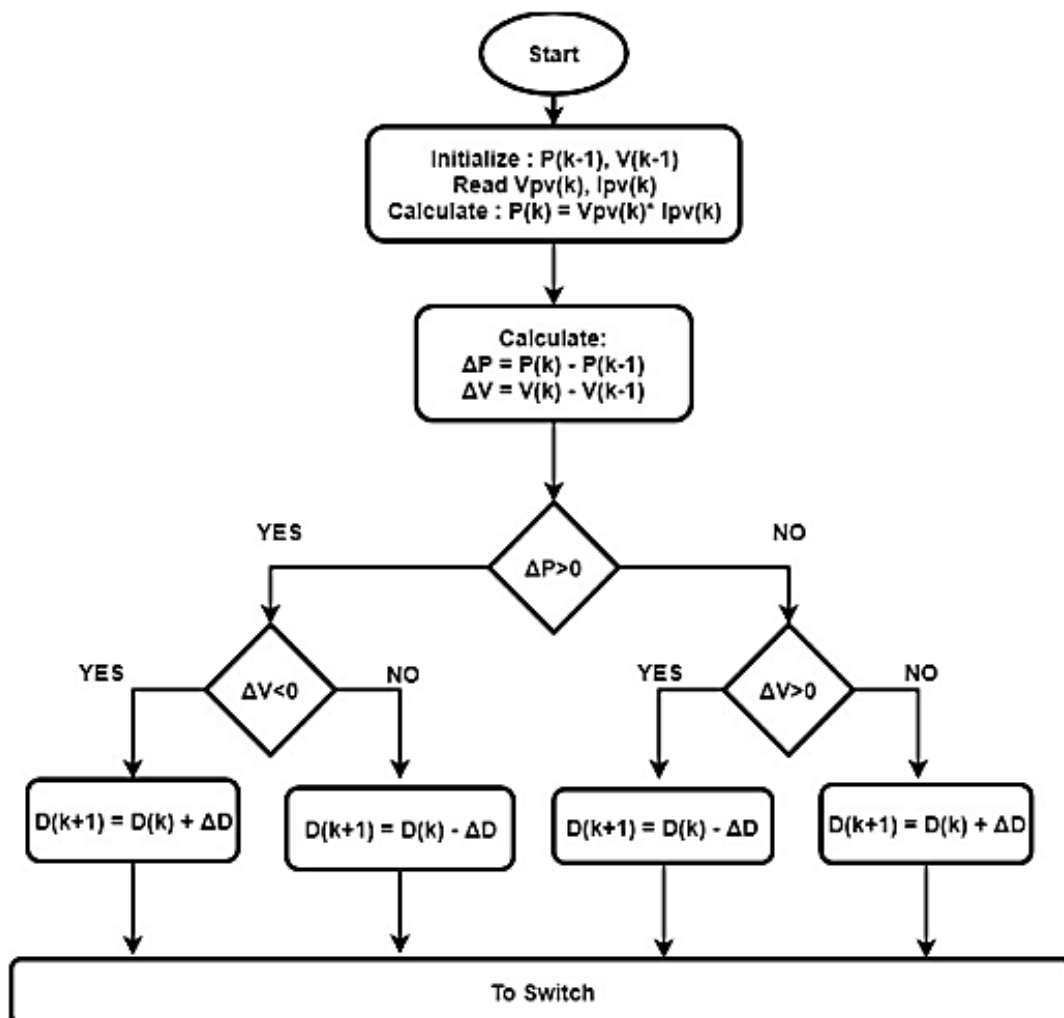 Start
Initialize : P(k-1), V(k-1)
Read Vpv(k), Ipv(k)
Calculate : P(k) = Vpv(k)* Ipv(k)
Calculate:
ΔP = P(k) - P(k-1)
ΔV = V(k) - V(k-1)
YES
NO
ΔP>0
YES
ΔV<0
NO
YES
ΔV>0
NO
D(k+1) = D(k) + ΔD
D(k+1) = D(k) - ΔD
D(k+1) = D(k) - ΔD
D(k+1) = D(k) + ΔD
To Switch